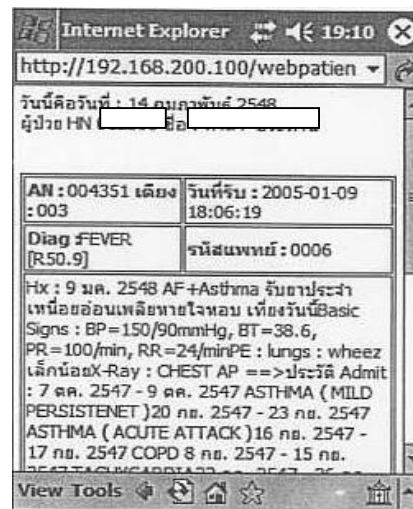 Internet Explorer 19:10
http://192.168.200.100/webpatien
วันนี้คือวันที่ : 14 กุมภาพันธ์ 2548
ผู้ป่วย HN ชื่อ
AN :004351 เตียง :003
วันที่รับ : 2005-01-09 18:06:19
Diag :FEVER [R50.9]
รหัสแพทย์ : 0006
Hx : 9 มค. 2548 AF+Asthma รับยาประจำ
เหนื่อยอ่อนเพลียหายใจหอบ เที่ยงวันนี้Basic
Signs : BP=150/90mmHg, BT=38.6,
PR=100/min, RR=24/minPE : lungs : wheez
เล็กน้อยX-Ray : CHEST AP ==>ประวัติ Admit
: 7 ตค. 2547 - 9 ตค. 2547 ASTHMA ( MILD
PERSISTENET )20 กย. 2547 - 23 กย. 2547
ASTHMA ( ACUTE ATTACK )16 กย. 2547 -
17 กย. 2547 COPD 8 กย. 2547 - 15 กย.
2547
View Tools